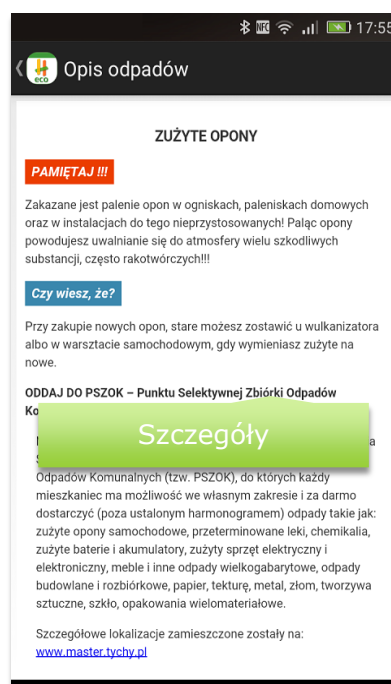 NFC 17:55
eco Opis odpadów
ZUŻYTE OPONY
PAMIĘTAJ !!!
Zakazane jest palenie opon w ogniskach, paleniskach domowych
oraz w instalacjach do tego nieprzystosowanych! Paląc opony
powodujesz uwalnianie się do atmosfery wielu szkodliwych
substancji, często rakotwórczych!!!
Czy wiesz, że?
Przy zakupie nowych opon, stare możesz zostawić u wulkanizatora
albo w warsztacie samochodowym, gdy wymieniasz zużyte na
nowe.
ODDAJ DO PSZOK – Punktu Selektywnej Zbiórki Odpadów
Szczegóły
Odpadów Komunalnych (tzw. PSZOK), do których każdy
mieszkaniec ma możliwość we własnym zakresie i za darmo
dostarczyć (poza ustalonym harmonogramem) odpady takie jak:
zużyte opony samochodowe, przeterminowane leki, chemikalia,
zużyte baterie i akumulatory, zużyty sprzęt elektryczny i
elektroniczny, meble i inne odpady wielkogabarytowe, odpady
budowlane i rozbiórkowe, papier, tekturę, metal, złom, tworzywa
sztuczne, szkło, opakowania wielomateriałowe.
Szczegółowe lokalizacje zamieszczone zostały na:
www.master.tychy.pl